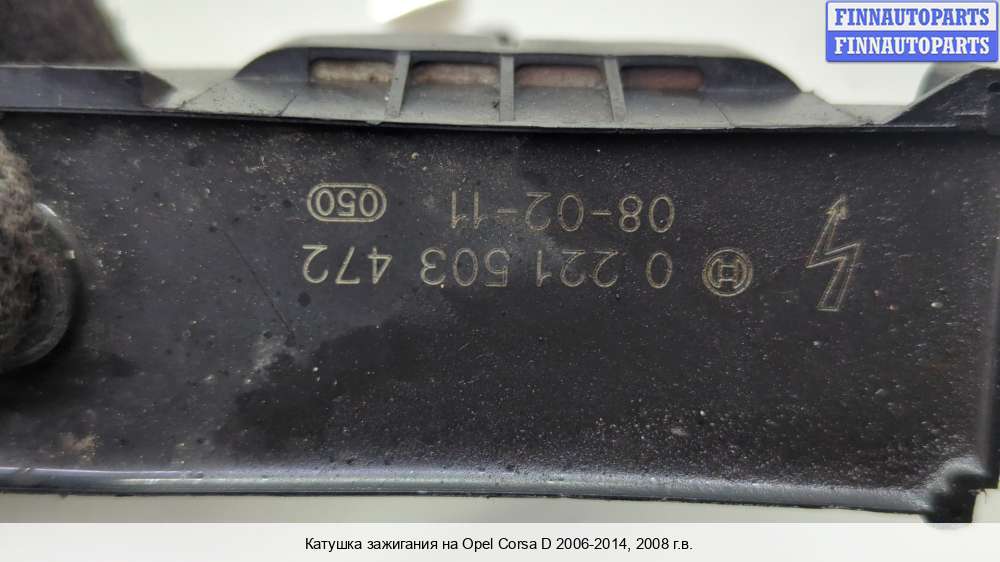 FINNAUTOPARTS
FINNAUTOPARTS
0 221 503 472
08-02-11 050
Катушка зажигания на Opel Corsa D 2006-2014, 2008 г.в.